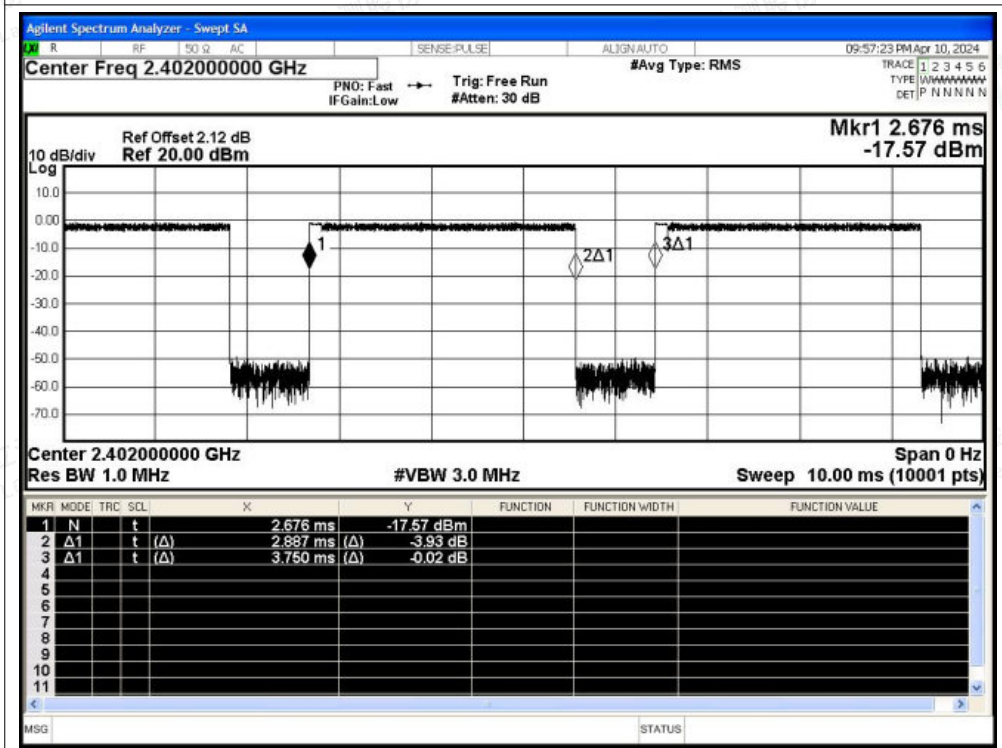 Agilent Spectrum Analyzer - Swept SA
LXI R RF 50 Ω AC SENSE:PULSE ALIGN AUTO 09:57:23 PM Apr 10, 2024
Center Freq 2.402000000 GHz #Avg Type: RMS TRACE 1 2 3 4 5 6
PNO: Fast Trig: Free Run TYPE WWWWWW
IFGain:Low #Atten: 30 dB DET P N N N N N
Ref Offset 2.12 dB Mkr1 2.676 ms
10 dB/div Ref 20.00 dBm -17.57 dBm
Log
10.0
0.00
-10.0
1 2Δ1 3Δ1
-20.0
-30.0
-40.0
-50.0
-60.0
-70.0
Center 2.402000000 GHz Span 0 Hz
Res BW 1.0 MHz #VBW 3.0 MHz Sweep 10.00 ms (10001 pts)
MKR MODE TRC SCL X Y FUNCTION FUNCTION WIDTH FUNCTION VALUE
1 N t 2.676 ms -17.57 dBm
2 Δ1 t (Δ) 2.887 ms (Δ) -3.93 dB
3 Δ1 t (Δ) 3.750 ms (Δ) -0.02 dB
4
5
6
7
8
9
10
11
MSG STATUS